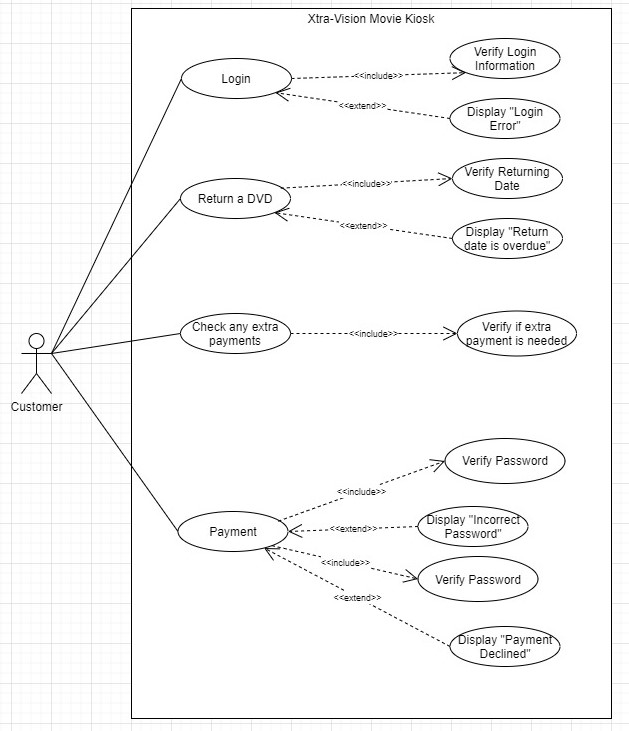 Xtra-Vision Movie Kiosk
Login
<<include>>
Verify Login
Information
<<extend>>
Display "Login
Error"
Return a DVD
<<include>>
Verify Returning
Date
<<extend>>
Display "Return
date is overdue"
Check any extra
payments
<<include>>
Verify if extra
payment is needed
Customer
Payment
<<include>>
Verify Password
<<extend>>
Display "Incorrect
Password"
<<include>>
Verify Password
<<extend>>
Display "Payment
Declined"